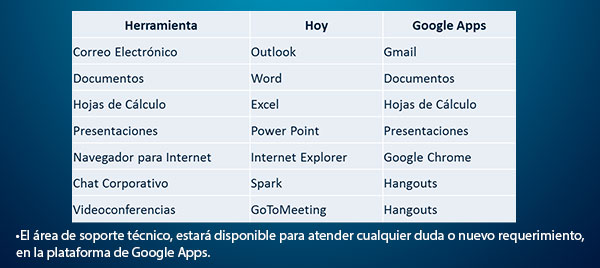 Herramienta Hoy Google Apps
Correo Electrónico Outlook Gmail
Documentos Word Documentos
Hojas de Cálculo Excel Hojas de Cálculo
Presentaciones Power Point Presentaciones
Navegador para Internet Internet Explorer Google Chrome
Chat Corporativo Spark Hangouts
Videoconferencias GoToMeeting Hangouts
•El área de soporte técnico, estará disponible para atender cualquier duda o nuevo requerimiento,
en la plataforma de Google Apps.